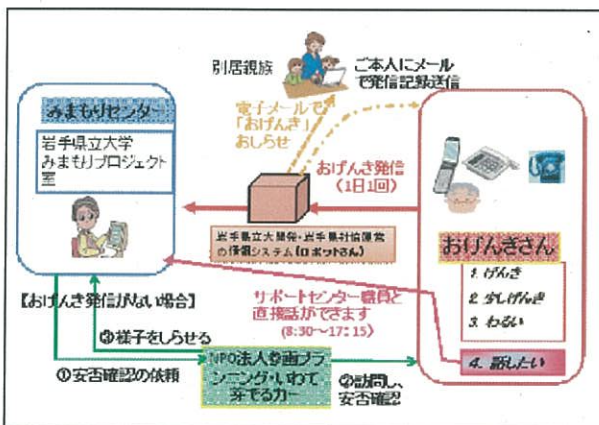 別居親族
ご本人にメール
で発信記録送信
みまもりセンター
岩手県立大学
みまもりプロジェクト
室
電子メールで
「おげんき」
おしらせ
おげんき発信
(1日1回)
岩手県立大開発・岩手県社協運営
の情報システム(ロボットさん)
おげんきさん
1. げんき
2. 少しげんき
3. わるい
4. 話したい
【おげんき発信がない場合】
サポートセンター職員と
直接話ができます
(8:30〜17:15)
③様子をしらせる
①安否確認の依頼
NPO法人参画プラ
ンニング・いわて
②訪問し、
安否確認